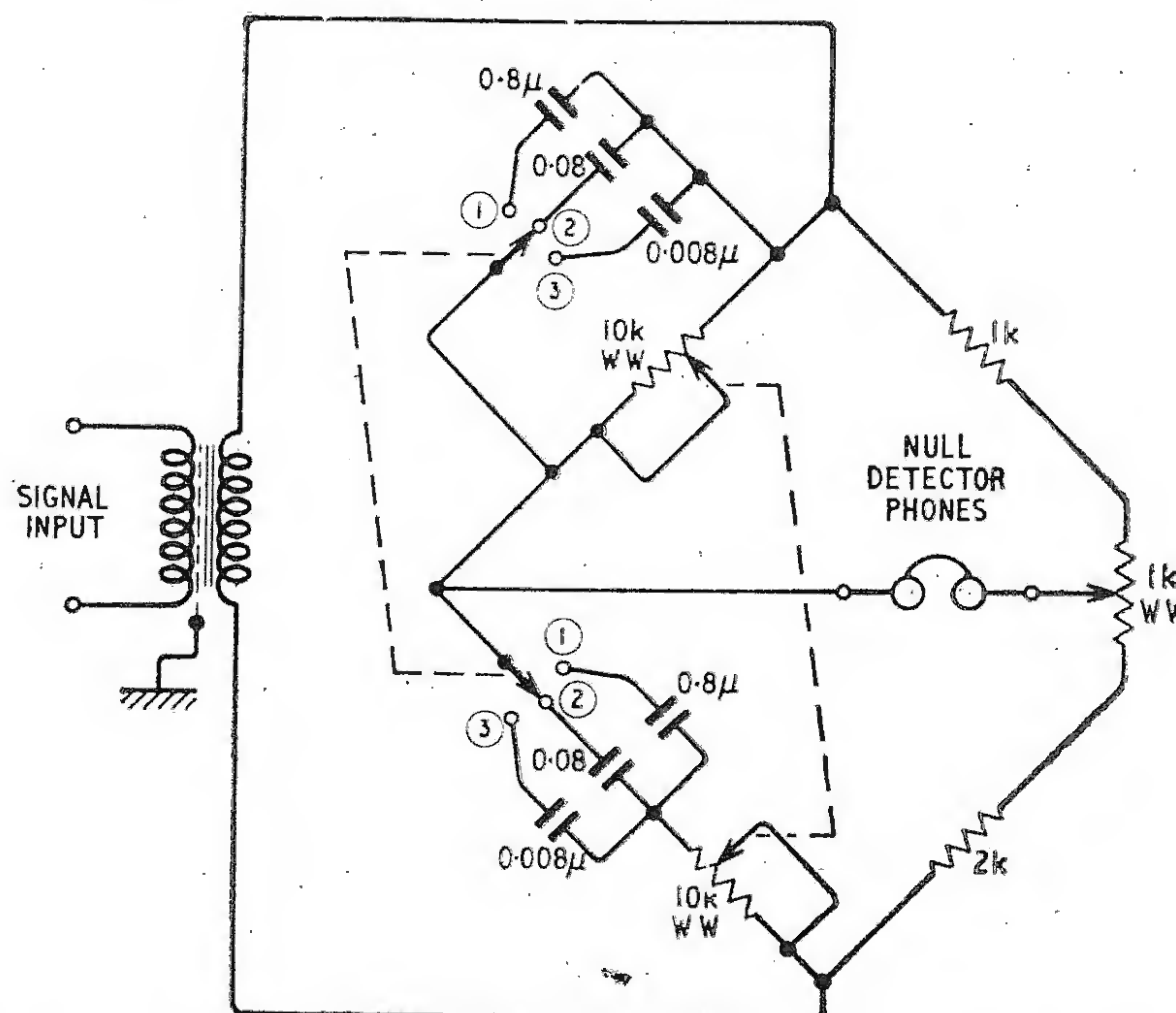 0·8μ
0·08
0·008μ
1
2
3
10k
WW
1k
NULL
DETECTOR
PHONES
SIGNAL
INPUT
1k
WW
1
2
3
0·8μ
0·08
0·008μ
10k
WW
2k